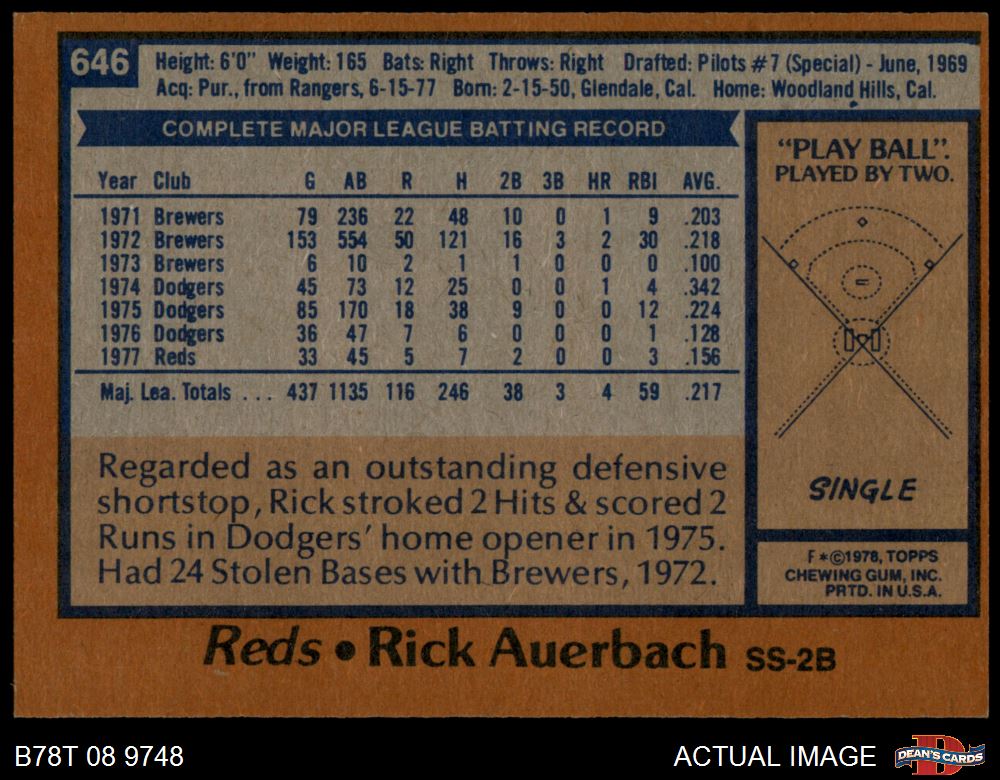 646
Height: 6'0" Weight: 165 Bats: Right Throws: Right Drafted: Pilots #7 (Special) - June, 1969
Acq: Pur., from Rangers, 6-15-77 Born: 2-15-50, Glendale, Cal. Home: Woodland Hills, Cal.
COMPLETE MAJOR LEAGUE BATTING RECORD
Year Club G AB R H 2B 3B HR RBI AVG.
1971 Brewers 79 236 22 48 10 0 1 9 .203
1972 Brewers 153 554 50 121 16 3 2 30 .218
1973 Brewers 6 10 2 1 1 0 0 0 .100
1974 Dodgers 45 73 12 25 0 0 1 4 .342
1975 Dodgers 85 170 18 38 9 0 0 12 .224
1976 Dodgers 36 47 7 6 0 0 0 1 .128
1977 Reds 33 45 5 7 2 0 0 3 .156
Maj. Lea. Totals ... 437 1135 116 246 38 3 4 59 .217
Regarded as an outstanding defensive
shortstop, Rick stroked 2 Hits & scored 2
Runs in Dodgers' home opener in 1975.
Had 24 Stolen Bases with Brewers, 1972.
"PLAY BALL".
PLAYED BY TWO.
SINGLE
F*©1978, TOPPS
CHEWING GUM, INC.
PRTD. IN U.S.A.
Reds • Rick Auerbach SS-2B
B78T 08 9748
ACTUAL IMAGE
D
DEAN'S CARDS